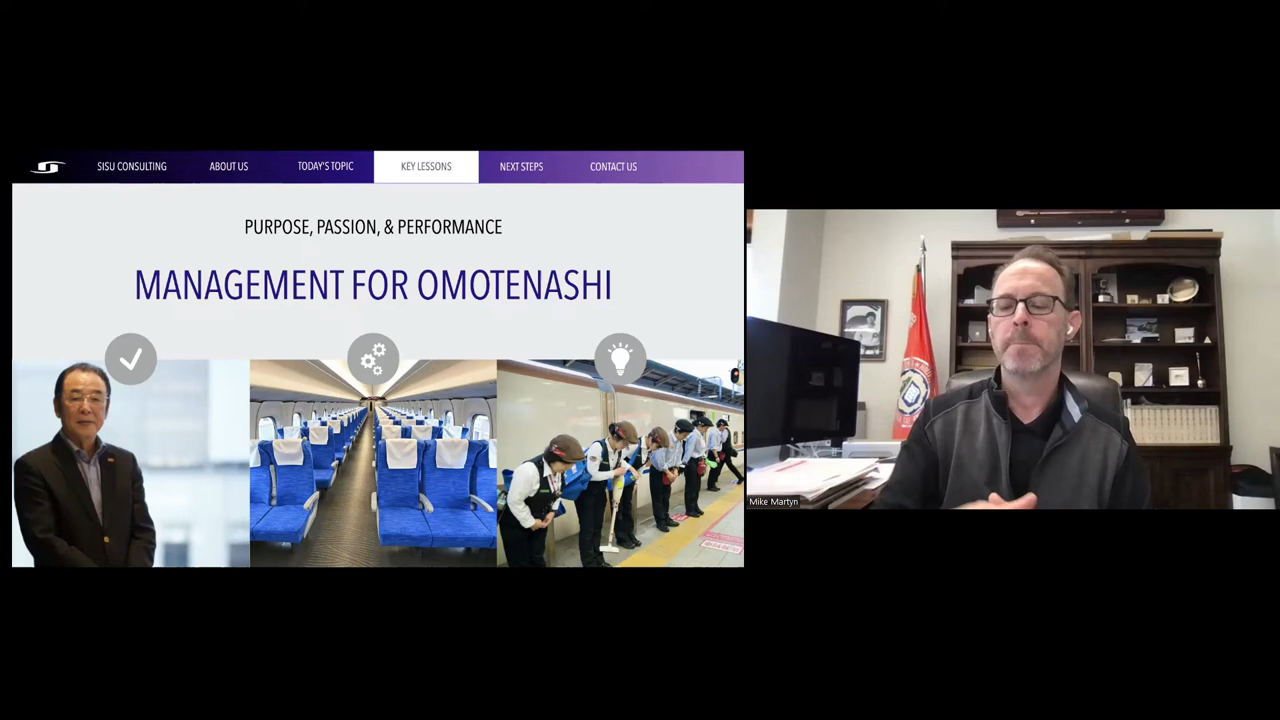 SISU CONSULTING
ABOUT US
TODAY'S TOPIC
KEY LESSONS
NEXT STEPS
CONTACT US
PURPOSE, PASSION, & PERFORMANCE
MANAGEMENT FOR OMOTENASHI
Mike Martyn